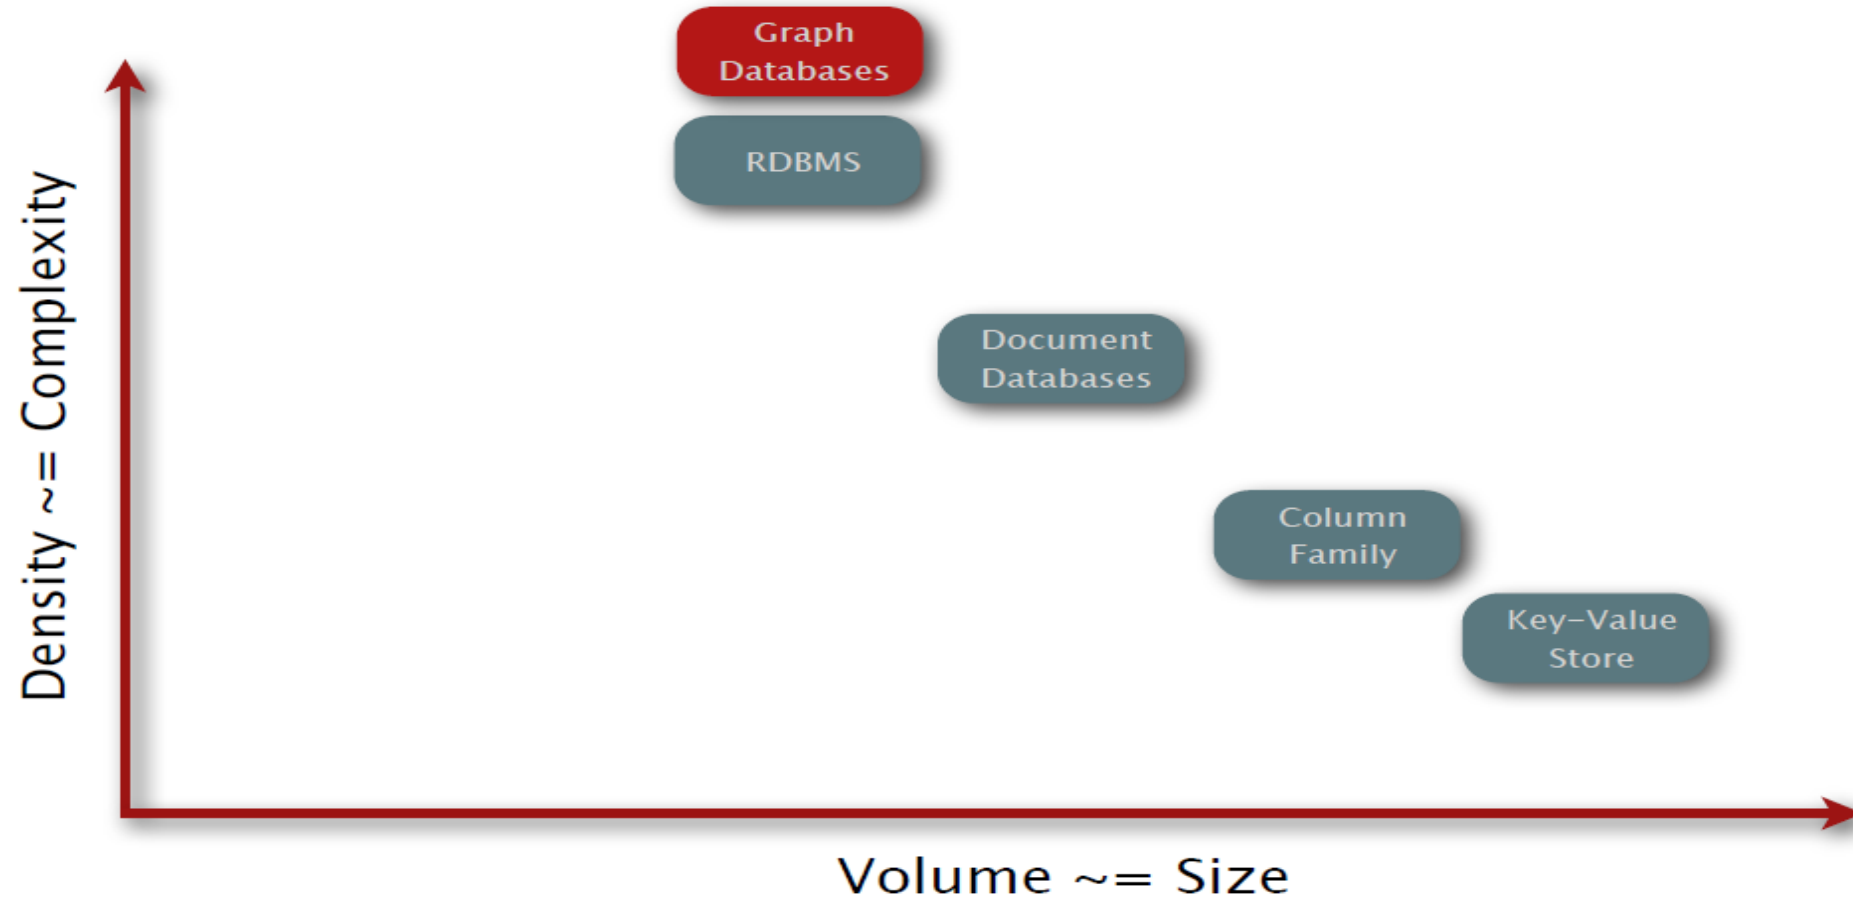 Graph
Databases
RDBMS
Document
Databases
Column
Family
Key-Value
Store
Density ~= Complexity
Volume ~= Size